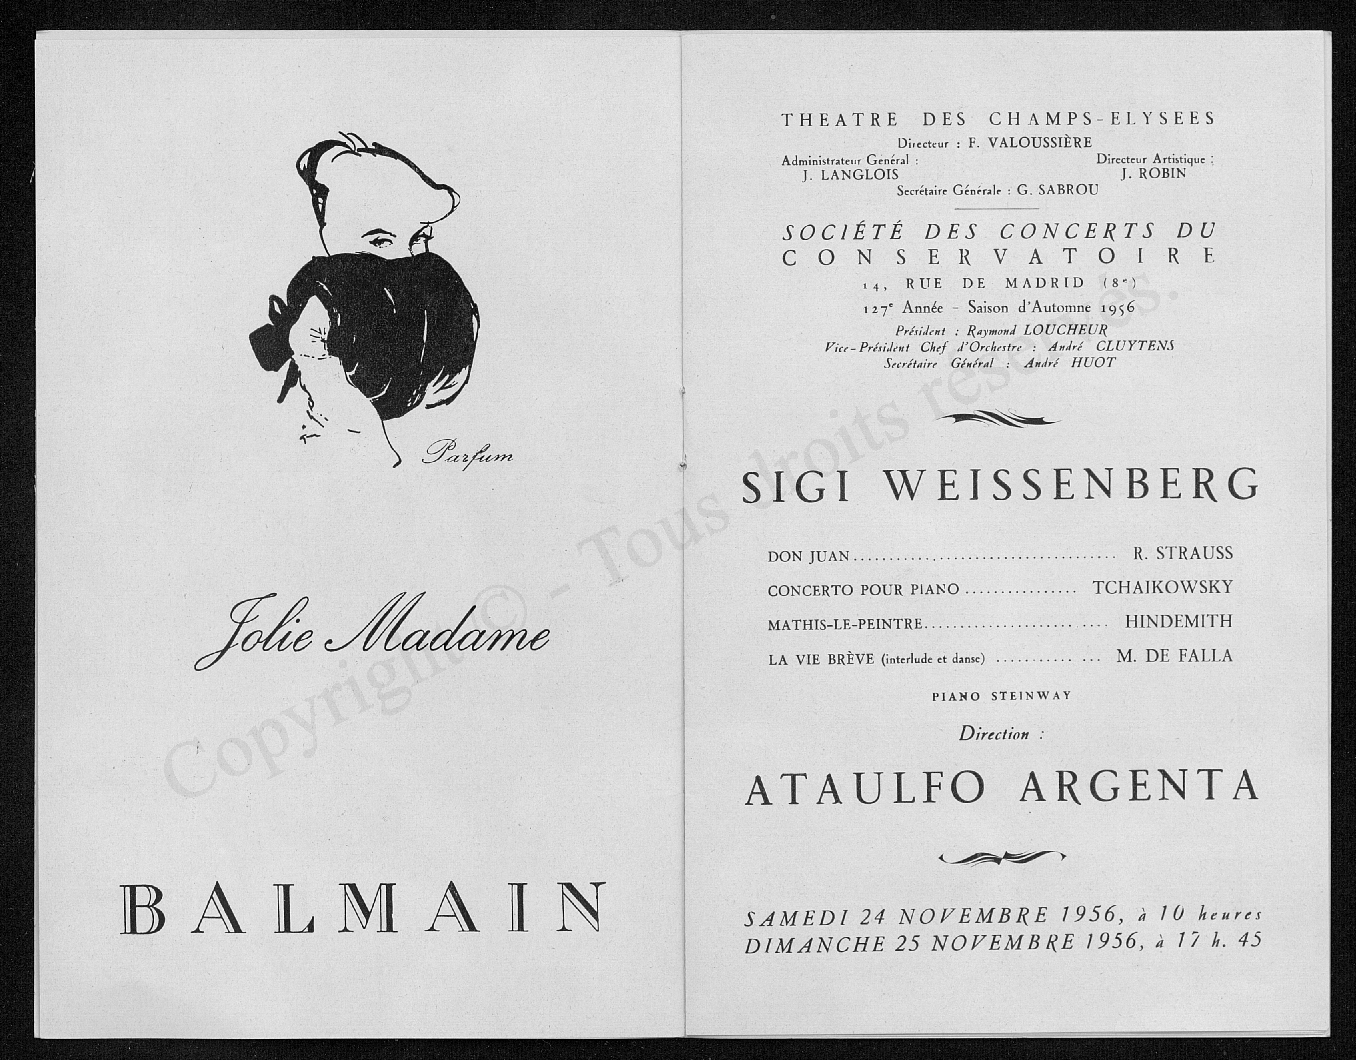 Parfum
Jolie Madame
BALMAIN
THEATRE DES CHAMPS-ELYSEES
Directeur : F. VALOUSSIÈRE
Administrateur Général : Directeur Artistique :
J. LANGLOIS J. ROBIN
Secrétaire Générale : G. SABROU
SOCIÉTÉ DES CONCERTS DU
CONSERVATOIRE
14, RUE DE MADRID (8e)
127e Année - Saison d'Automne 1956
Président : Raymond LOUCHEUR
Vice-Président Chef d'Orchestre : André CLUYTENS
Secrétaire Général : André HUOT
SIGI WEISSENBERG
DON JUAN..................................... R. STRAUSS
CONCERTO POUR PIANO ................ TCHAIKOWSKY
MATHIS-LE-PEINTRE..................... .... HINDEMITH
LA VIE BRÈVE (interlude et danse) ........... ... M. DE FALLA
PIANO STEINWAY
Direction :
ATAULFO ARGENTA
SAMEDI 24 NOVEMBRE 1956, à 10 heures
DIMANCHE 25 NOVEMBRE 1956, à 17 h. 45
Copyright © - Tous droits réservés.